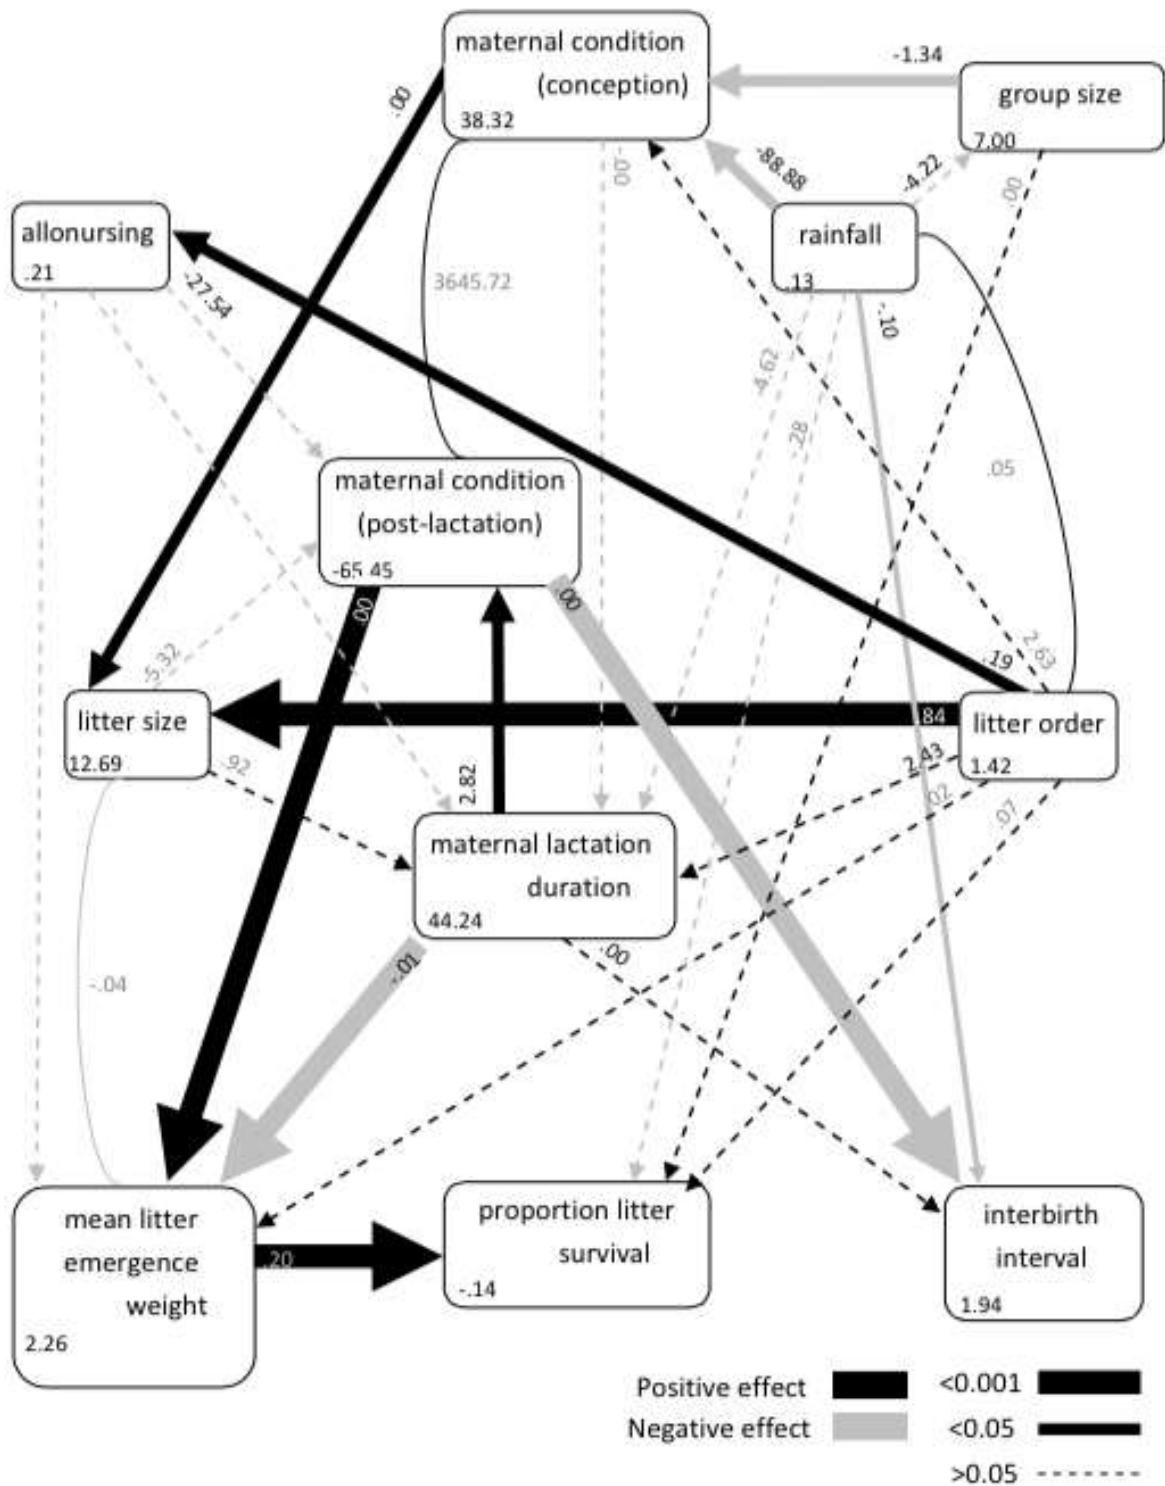 maternal condition
(conception)
38.32
-1.34
group size
7.00
.00
-.00
-88.88
-4.22
.00
allonursing
.21
rainfall
.13
-27.54
3645.72
-.10
-4.62
-.28
.05
maternal condition
(post-lactation)
-65.45
.00
.00
-5.32
.19
2.63
litter size
12.69
.84
litter order
1.42
.92
2.82
2.43
.02
.07
maternal lactation
duration
44.24
.00
-.01
-.04
mean litter
emergence
weight
2.26
.20
proportion litter
survival
-.14
interbirth
interval
1.94
Positive effect
<0.001
Negative effect
<0.05
>0.05